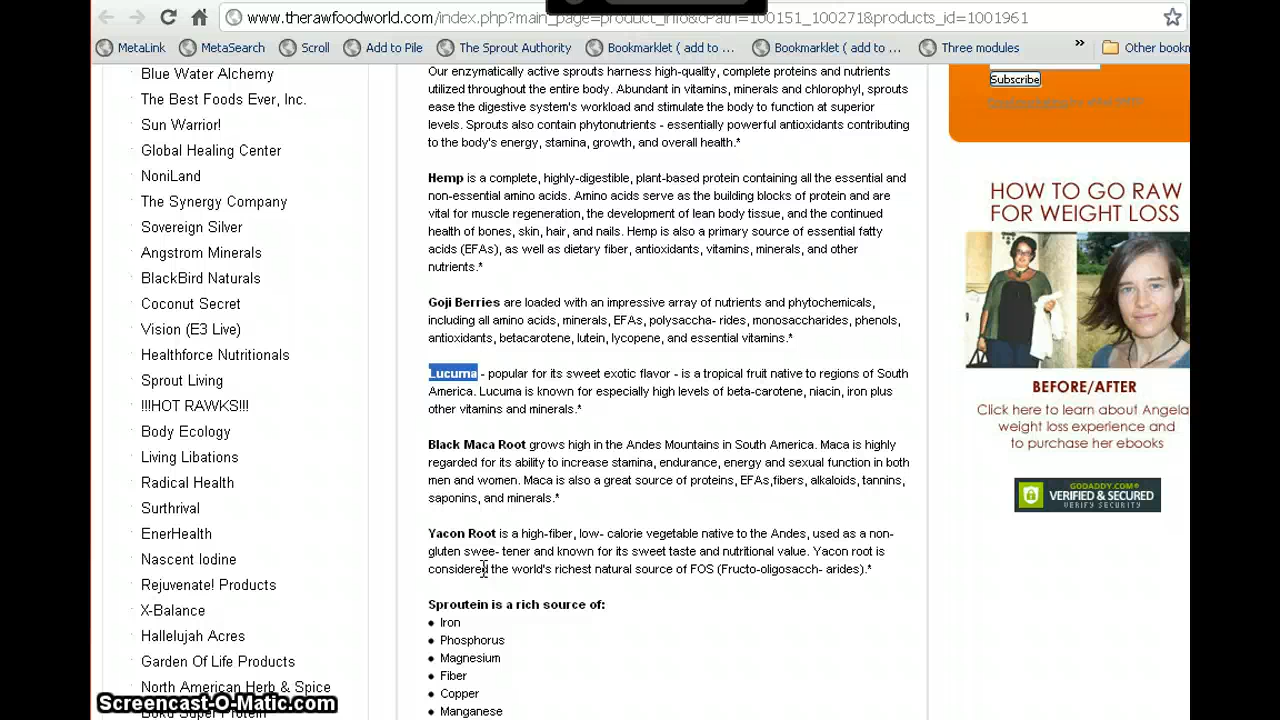 www.therawfoodworld.com/index.php?main_page=product_info&cPath=100151_100271&products_id=1001961
MetaLink MetaSearch Scroll Add to Pile The Sprout Authority Bookmarklet ( add to ... Bookmarklet ( add to ... Three modules » Other bookm
Blue Water Alchemy
The Best Foods Ever, Inc.
Sun Warrior!
Global Healing Center
NoniLand
The Synergy Company
Sovereign Silver
Angstrom Minerals
BlackBird Naturals
Coconut Secret
Vision (E3 Live)
Healthforce Nutritionals
Sprout Living
!!!HOT RAWKS!!!
Body Ecology
Living Libations
Radical Health
Surthrival
EnerHealth
Nascent Iodine
Rejuvenate! Products
X-Balance
Hallelujah Acres
Garden Of Life Products
North American Herb & Spice
Screencast-O-Matic.com
Our enzymatically active sprouts harness high-quality, complete proteins and nutrients
utilized throughout the entire body. Abundant in vitamins, minerals and chlorophyl, sprouts
ease the digestive system's workload and stimulate the body to function at superior
levels. Sprouts also contain phytonutrients - essentially powerful antioxidants contributing
to the body's energy, stamina, growth, and overall health.*
Hemp is a complete, highly-digestible, plant-based protein containing all the essential and
non-essential amino acids. Amino acids serve as the building blocks of protein and are
vital for muscle regeneration, the development of lean body tissue, and the continued
health of bones, skin, hair, and nails. Hemp is also a primary source of essential fatty
acids (EFAs), as well as dietary fiber, antioxidants, vitamins, minerals, and other
nutrients.*
Goji Berries are loaded with an impressive array of nutrients and phytochemicals,
including all amino acids, minerals, EFAs, polysaccha- rides, monosaccharides, phenols,
antioxidants, betacarotene, lutein, lycopene, and essential vitamins.*
Lucuma - popular for its sweet exotic flavor - is a tropical fruit native to regions of South
America. Lucuma is known for especially high levels of beta-carotene, niacin, iron plus
other vitamins and minerals.*
Black Maca Root grows high in the Andes Mountains in South America. Maca is highly
regarded for its ability to increase stamina, endurance, energy and sexual function in both
men and women. Maca is also a great source of proteins, EFAs,fibers, alkaloids, tannins,
saponins, and minerals.*
Yacon Root is a high-fiber, low- calorie vegetable native to the Andes, used as a non-
gluten swee- tener and known for its sweet taste and nutritional value. Yacon root is
considered the world's richest natural source of FOS (Fructo-oligosacch- arides).*
Sproutein is a rich source of:
• Iron
• Phosphorus
• Magnesium
• Fiber
• Copper
• Manganese
Subscribe
HOW TO GO RAW
FOR WEIGHT LOSS
BEFORE/AFTER
Click here to learn about Angela
weight loss experience and
to purchase her ebooks
GODADDY.COM®
VERIFIED & SECURED
VERIFY SECURITY